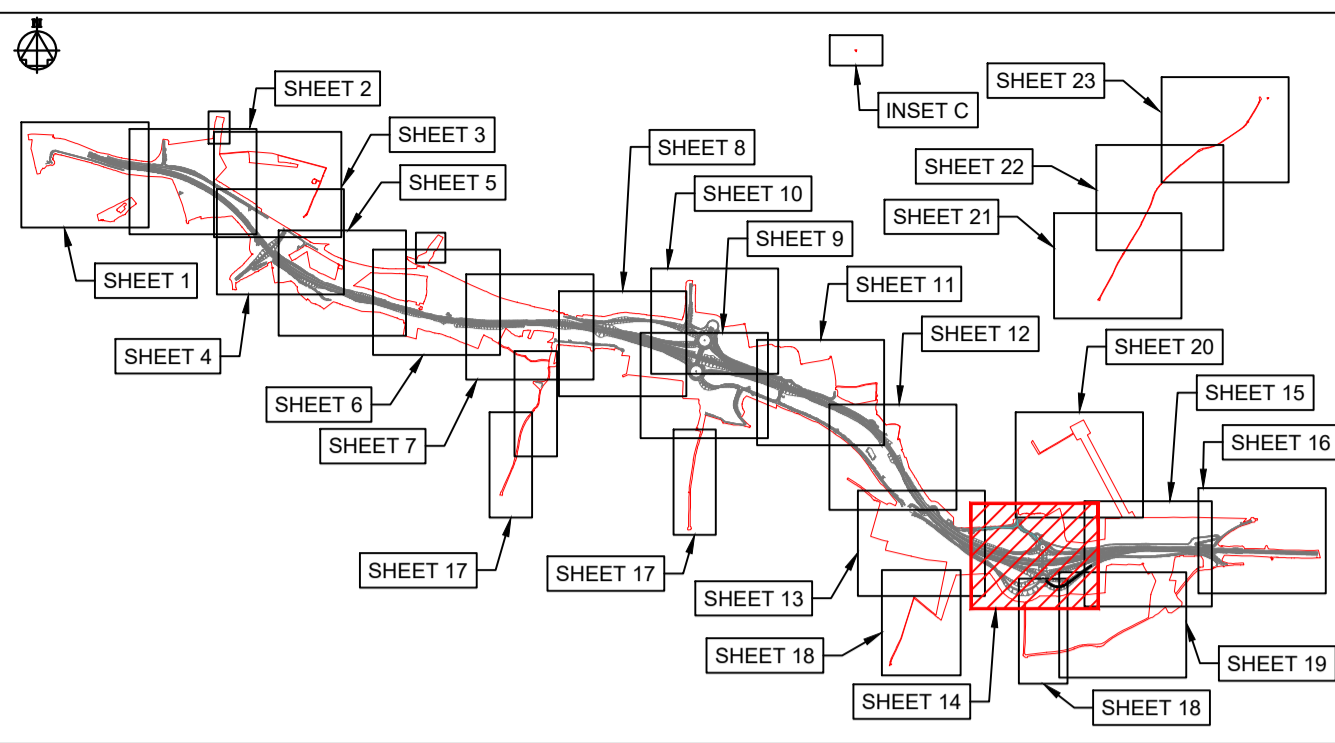 SHEET 2
SHEET 23
INSET C
SHEET 3
SHEET 8
SHEET 22
SHEET 5
SHEET 10
SHEET 21
SHEET 9
SHEET 1
SHEET 11
SHEET 12
SHEET 4
SHEET 20
SHEET 15
SHEET 6
SHEET 7
SHEET 16
SHEET 17
SHEET 17
SHEET 13
SHEET 18
SHEET 19
SHEET 14
SHEET 18